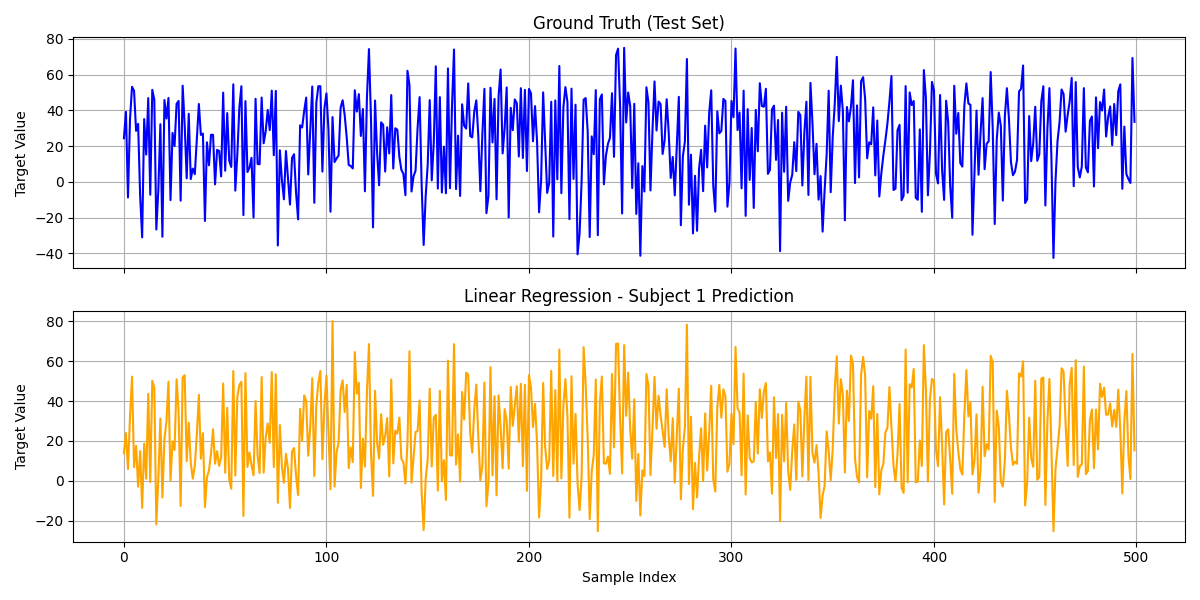 Ground Truth (Test Set)
80
60
40
20
0
−20
−40
Target Value
Linear Regression - Subject 1 Prediction
80
60
40
20
0
−20
Target Value
0 100 200 300 400 500
Sample Index